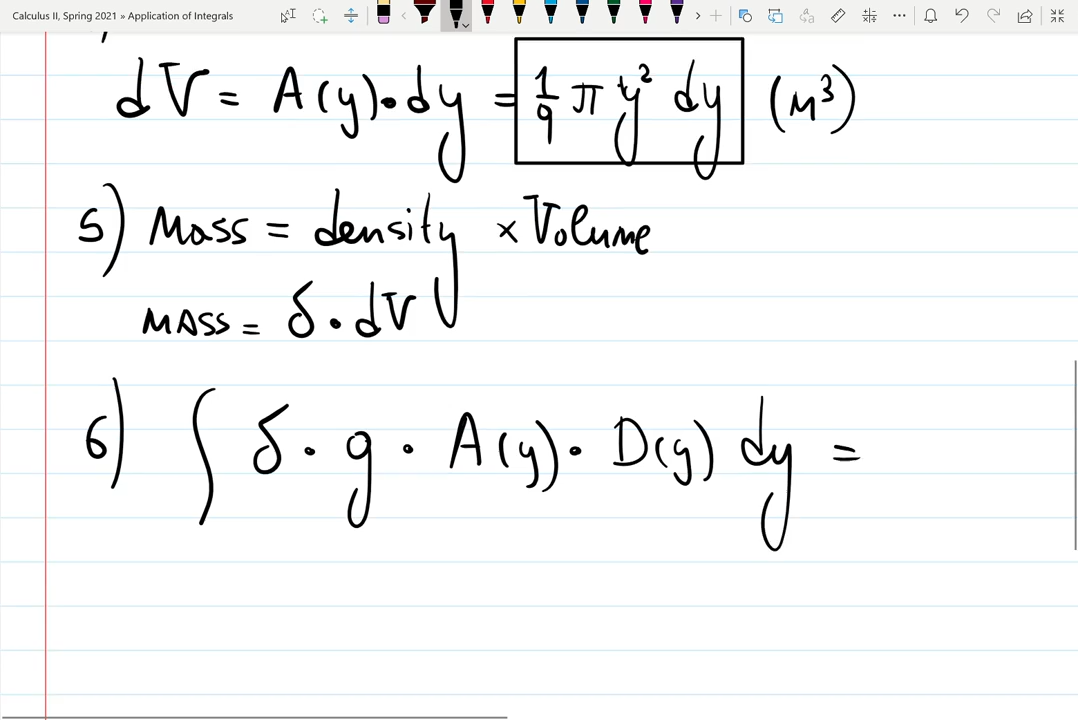 Calculus II, Spring 2021 » Application of Integrals
dV = A(y)·dy = 1/9 π y² dy (m³)
5) Mass = density × Volume
MASS = δ · dV
6) ∫ δ · g · A(y) · D(y) dy =